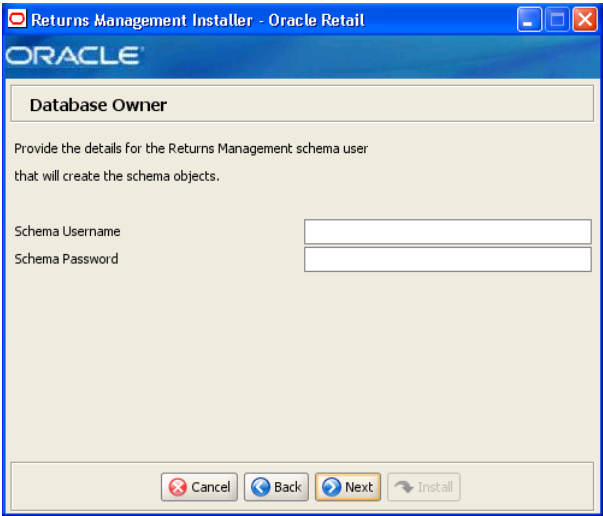 Returns Management Installer - Oracle Retail
ORACLE
Database Owner
Provide the details for the Returns Management schema user
that will create the schema objects.
Schema Username
Schema Password
Cancel Back Next Install